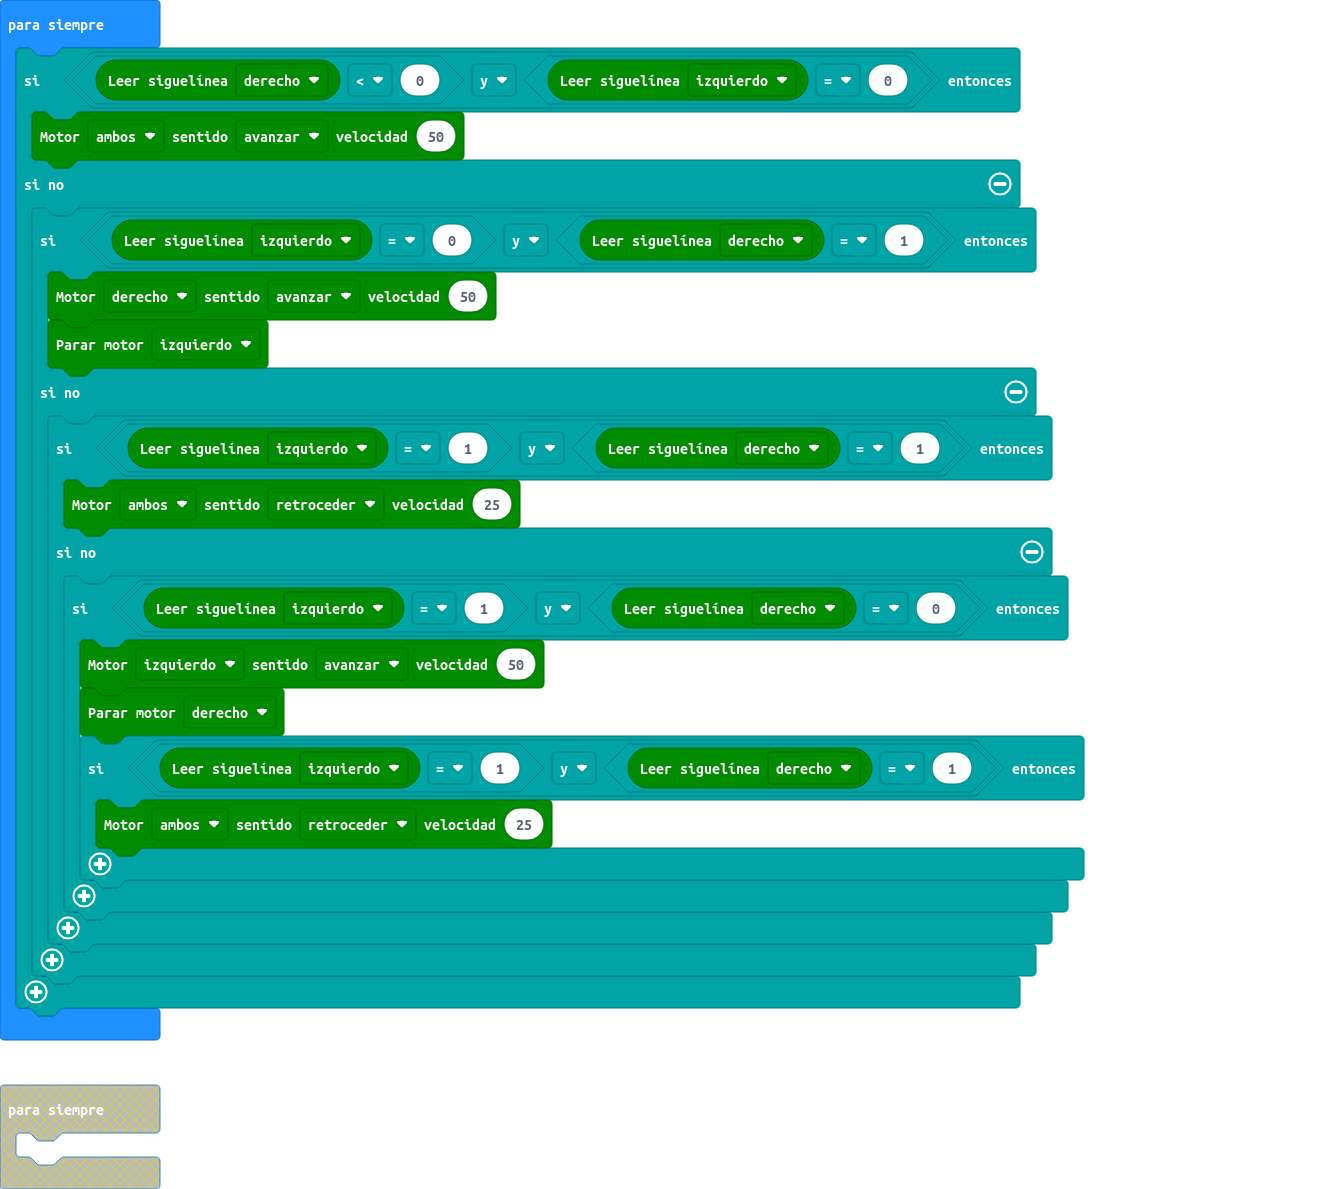 para siempre
si Leer siguelínea derecho < 0 y Leer siguelínea izquierdo = 0 entonces
Motor ambos sentido avanzar velocidad 50
si no
si Leer siguelínea izquierdo = 0 y Leer siguelínea derecho = 1 entonces
Motor derecho sentido avanzar velocidad 50
Parar motor izquierdo
si no
si Leer siguelínea izquierdo = 1 y Leer siguelínea derecho = 1 entonces
Motor ambos sentido retroceder velocidad 25
si no
si Leer siguelínea izquierdo = 1 y Leer siguelínea derecho = 0 entonces
Motor izquierdo sentido avanzar velocidad 50
Parar motor derecho
si Leer siguelínea izquierdo = 1 y Leer siguelínea derecho = 1 entonces
Motor ambos sentido retroceder velocidad 25
para siempre